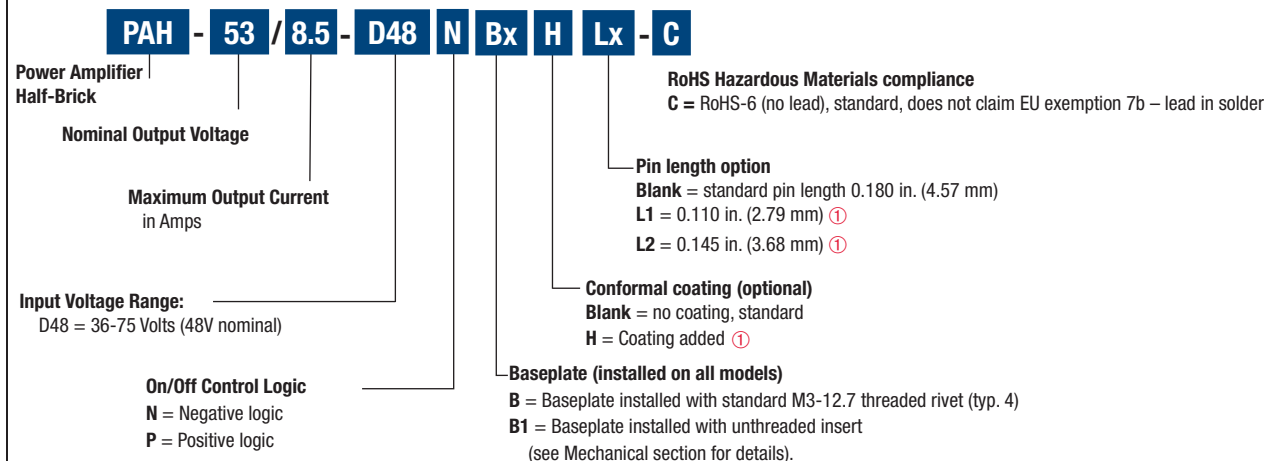 PAH - 53 / 8.5 - D48 N Bx H Lx - C
Power Amplifier
Half-Brick
Nominal Output Voltage
Maximum Output Current
in Amps
Input Voltage Range:
D48 = 36-75 Volts (48V nominal)
On/Off Control Logic
N = Negative logic
P = Positive logic
RoHS Hazardous Materials compliance
C = RoHS-6 (no lead), standard, does not claim EU exemption 7b – lead in solder
Pin length option
Blank = standard pin length 0.180 in. (4.57 mm)
L1 = 0.110 in. (2.79 mm) ①
L2 = 0.145 in. (3.68 mm) ①
Conformal coating (optional)
Blank = no coating, standard
H = Coating added ①
Baseplate (installed on all models)
B = Baseplate installed with standard M3-12.7 threaded rivet (typ. 4)
B1 = Baseplate installed with unthreaded insert
(see Mechanical section for details).